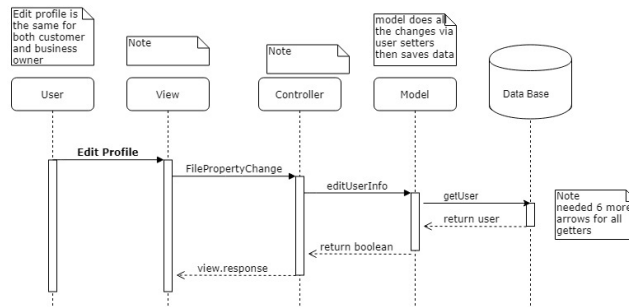 Edit profile is
the same for
both customer
and business
owner
Note
Note
model does all
the changes via
user setters
then saves data
User
View
Controller
Model
Data Base
Edit Profile
FilePropertyChange
editUserInfo
getUser
return user
return boolean
view.response
Note
needed 6 more
arrows for all
getters